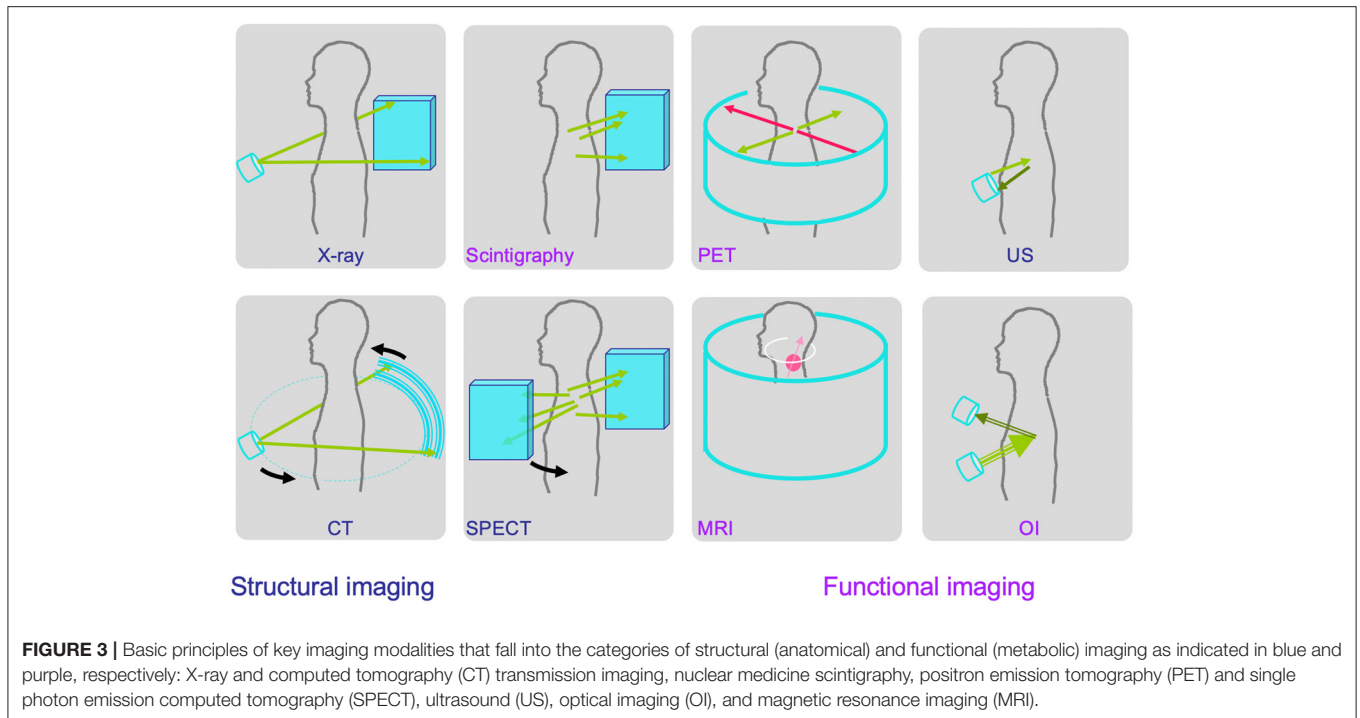 X-ray
Scintigraphy
PET
US
CT
SPECT
MRI
OI
Structural imaging
Functional imaging
FIGURE 3 | Basic principles of key imaging modalities that fall into the categories of structural (anatomical) and functional (metabolic) imaging as indicated in blue and
purple, respectively: X-ray and computed tomography (CT) transmission imaging, nuclear medicine scintigraphy, positron emission tomography (PET) and single
photon emission computed tomography (SPECT), ultrasound (US), optical imaging (OI), and magnetic resonance imaging (MRI).